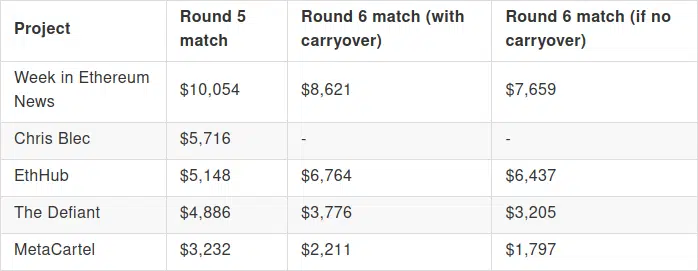 Project Round 5 match Round 6 match (with carryover) Round 6 match (if no carryover)
Week in Ethereum News $10,054 $8,621 $7,659
Chris Blec $5,716 - -
EthHub $5,148 $6,764 $6,437
The Defiant $4,886 $3,776 $3,205
MetaCartel $3,232 $2,211 $1,797